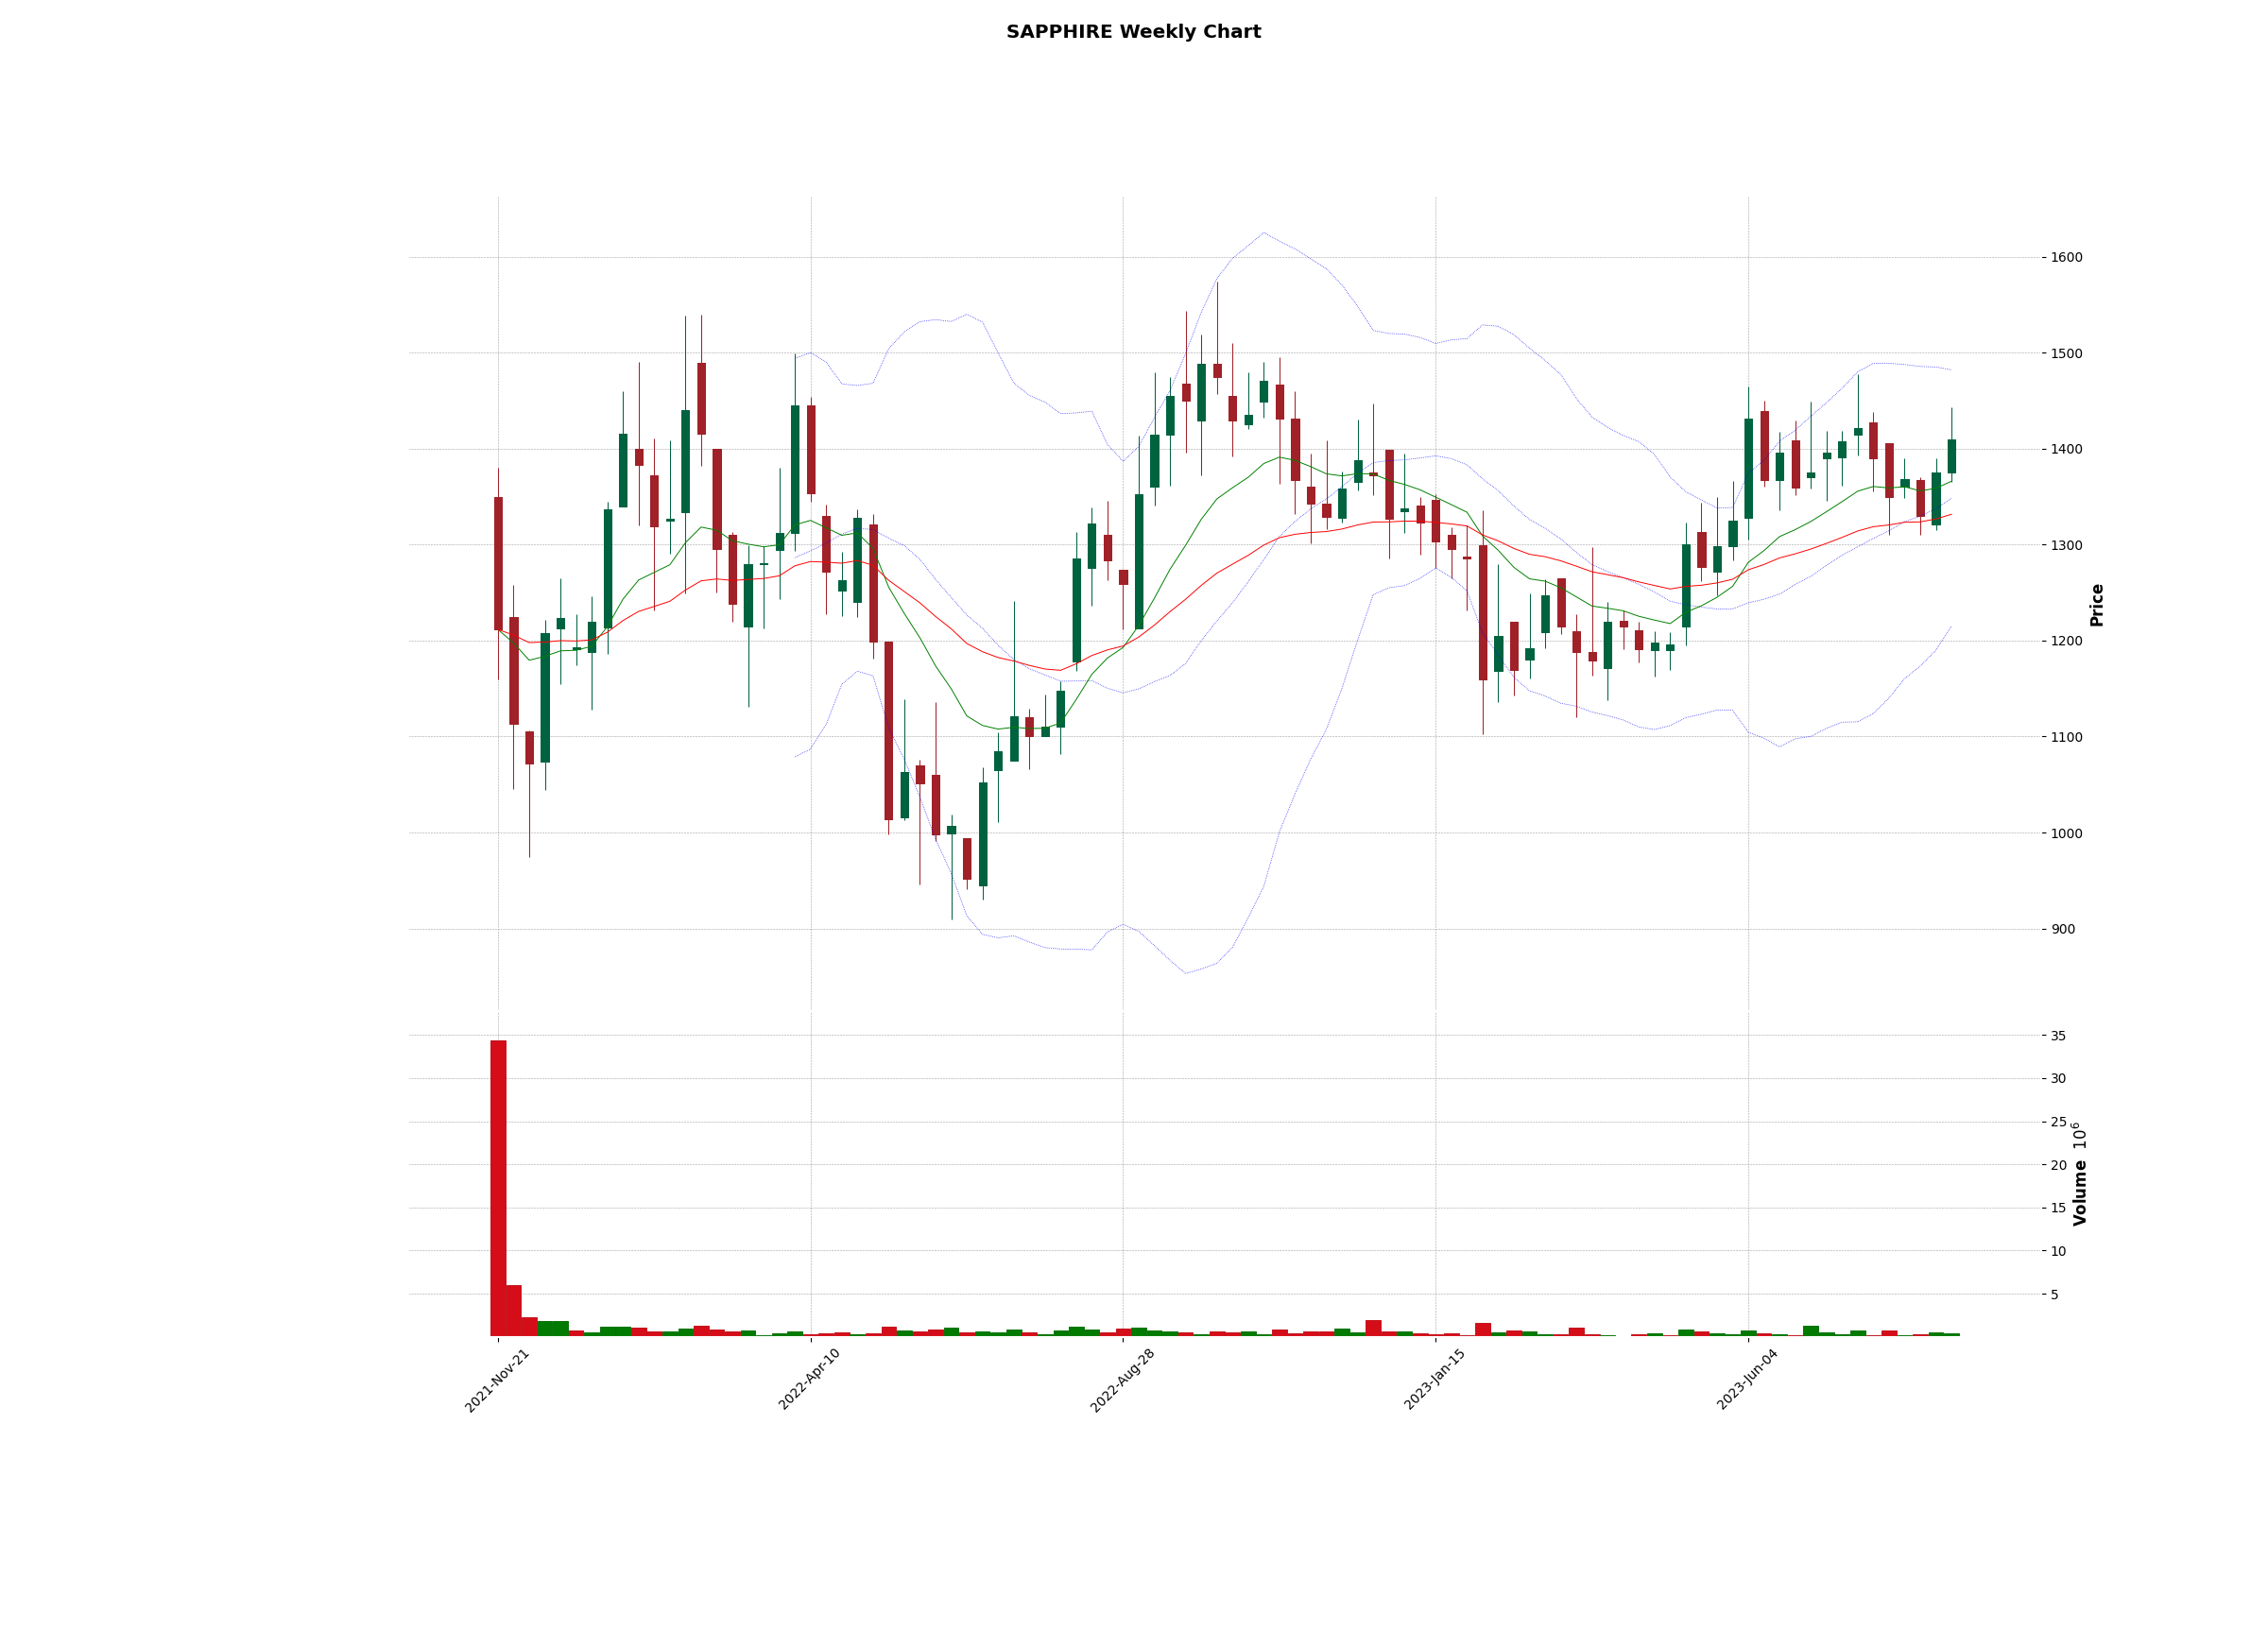 SAPPHIRE Weekly Chart
1600
1500
1400
1300
1200
1100
1000
900
Price
35
30
25
20
15
10
5
Volume 10^6
2021-Nov-21
2022-Apr-10
2022-Aug-28
2023-Jan-15
2023-Jun-04